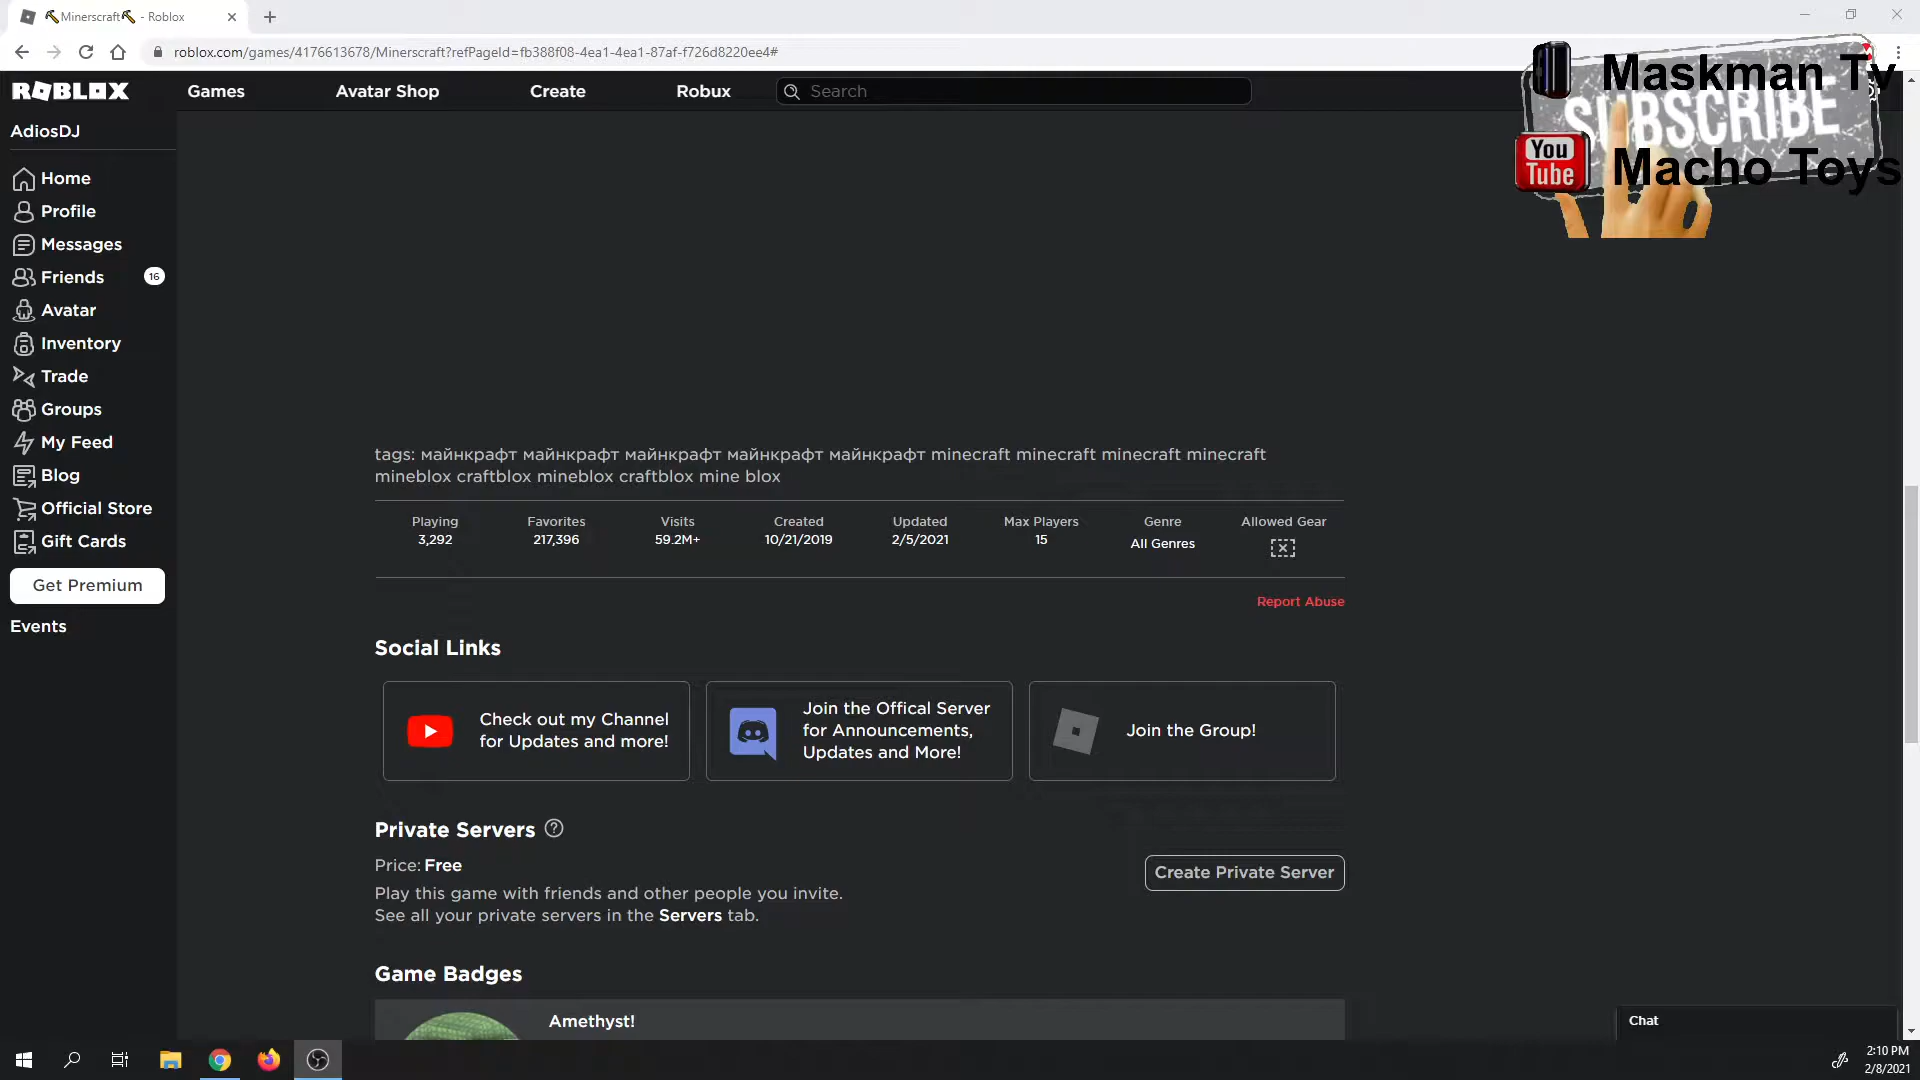 Minerscraft - Roblox
roblox.com/games/4176613678/Minerscraft?refPageId=fb388f08-4ea1-4ea1-87af-f726d8220ee4#
ROBLOX
Games
Avatar Shop
Create
Robux
Search
Maskman Tv
SUBSCRIBE
You
Tube
Macho Toys
AdiosDJ
Home
Profile
Messages
Friends 16
Avatar
Inventory
Trade
Groups
My Feed
Blog
Official Store
Gift Cards
Get Premium
Events
tags: майнкрафт майнкрафт майнкрафт майнкрафт майнкрафт minecraft minecraft minecraft minecraft
mineblox craftblox mineblox craftblox mine blox
Playing Favorites Visits Created Updated Max Players Genre Allowed Gear
3,292 217,396 59.2M+ 10/21/2019 2/5/2021 15 All Genres
Report Abuse
Social Links
Check out my Channel
for Updates and more!
Join the Offical Server
for Announcements,
Updates and More!
Join the Group!
Private Servers
Price: Free
Create Private Server
Play this game with friends and other people you invite.
See all your private servers in the Servers tab.
Game Badges
Amethyst!
Chat
2:10 PM
2/8/2021